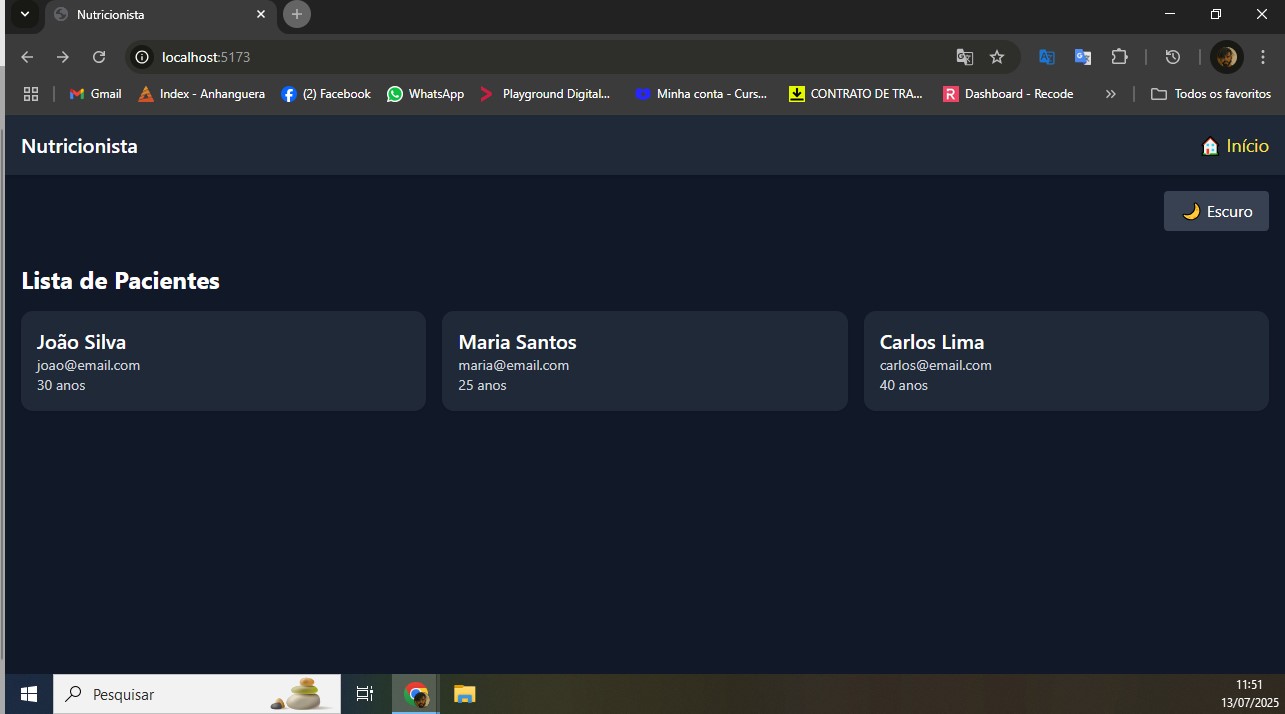 Nutricionista
localhost:5173
Gmail
Index - Anhanguera
(2) Facebook
WhatsApp
Playground Digital...
Minha conta - Curs...
CONTRATO DE TRA...
R
Dashboard - Recode
»
Todos os favoritos
Nutricionista
Início
Escuro
Lista de Pacientes
João Silva
joao@email.com
30 anos
Maria Santos
maria@email.com
25 anos
Carlos Lima
carlos@email.com
40 anos
Pesquisar
11:51
13/07/2025